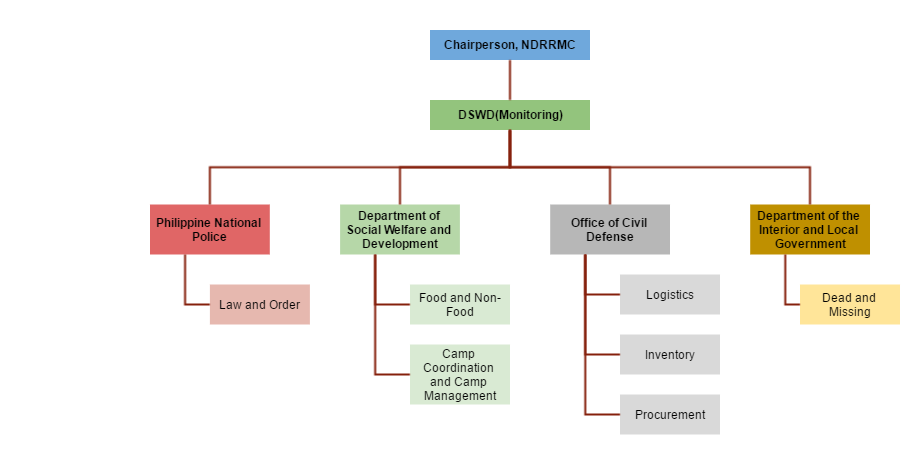 Chairperson, NDRRMC
DSWD(Monitoring)
Philippine National
Police
Department of
Social Welfare and
Development
Office of Civil
Defense
Department of the
Interior and Local
Government
Law and Order
Food and Non-
Food
Camp
Coordination
and Camp
Management
Logistics
Inventory
Procurement
Dead and
Missing